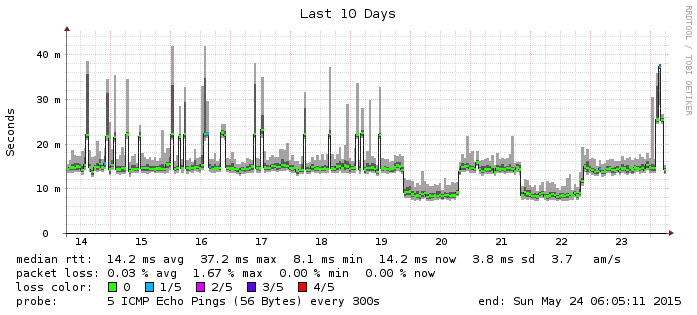 Last 10 Days
RRDTOOL / TOBI OETIKER
Seconds
40 m
30 m
20 m
10 m
0
14 15 16 17 18 19 20 21 22 23
median rtt: 14.2 ms avg 37.2 ms max 8.1 ms min 14.2 ms now 3.8 ms sd 3.7 am/s
packet loss: 0.03 % avg 1.67 % max 0.00 % min 0.00 % now
loss color: 0 1/5 2/5 3/5 4/5
probe: 5 ICMP Echo Pings (56 Bytes) every 300s end: Sun May 24 06:05:11 2015